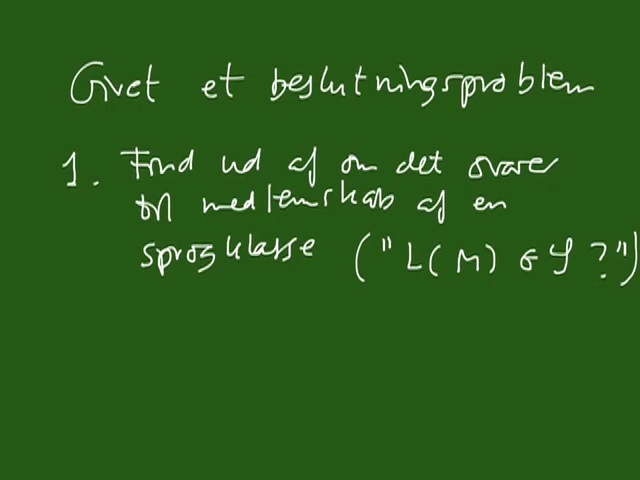 Givet et beslutningsproblem
1. Find ud af om det svarer
til medlemskab af en
sprogklasse ("L(M) ∈ 𝒮 ?")